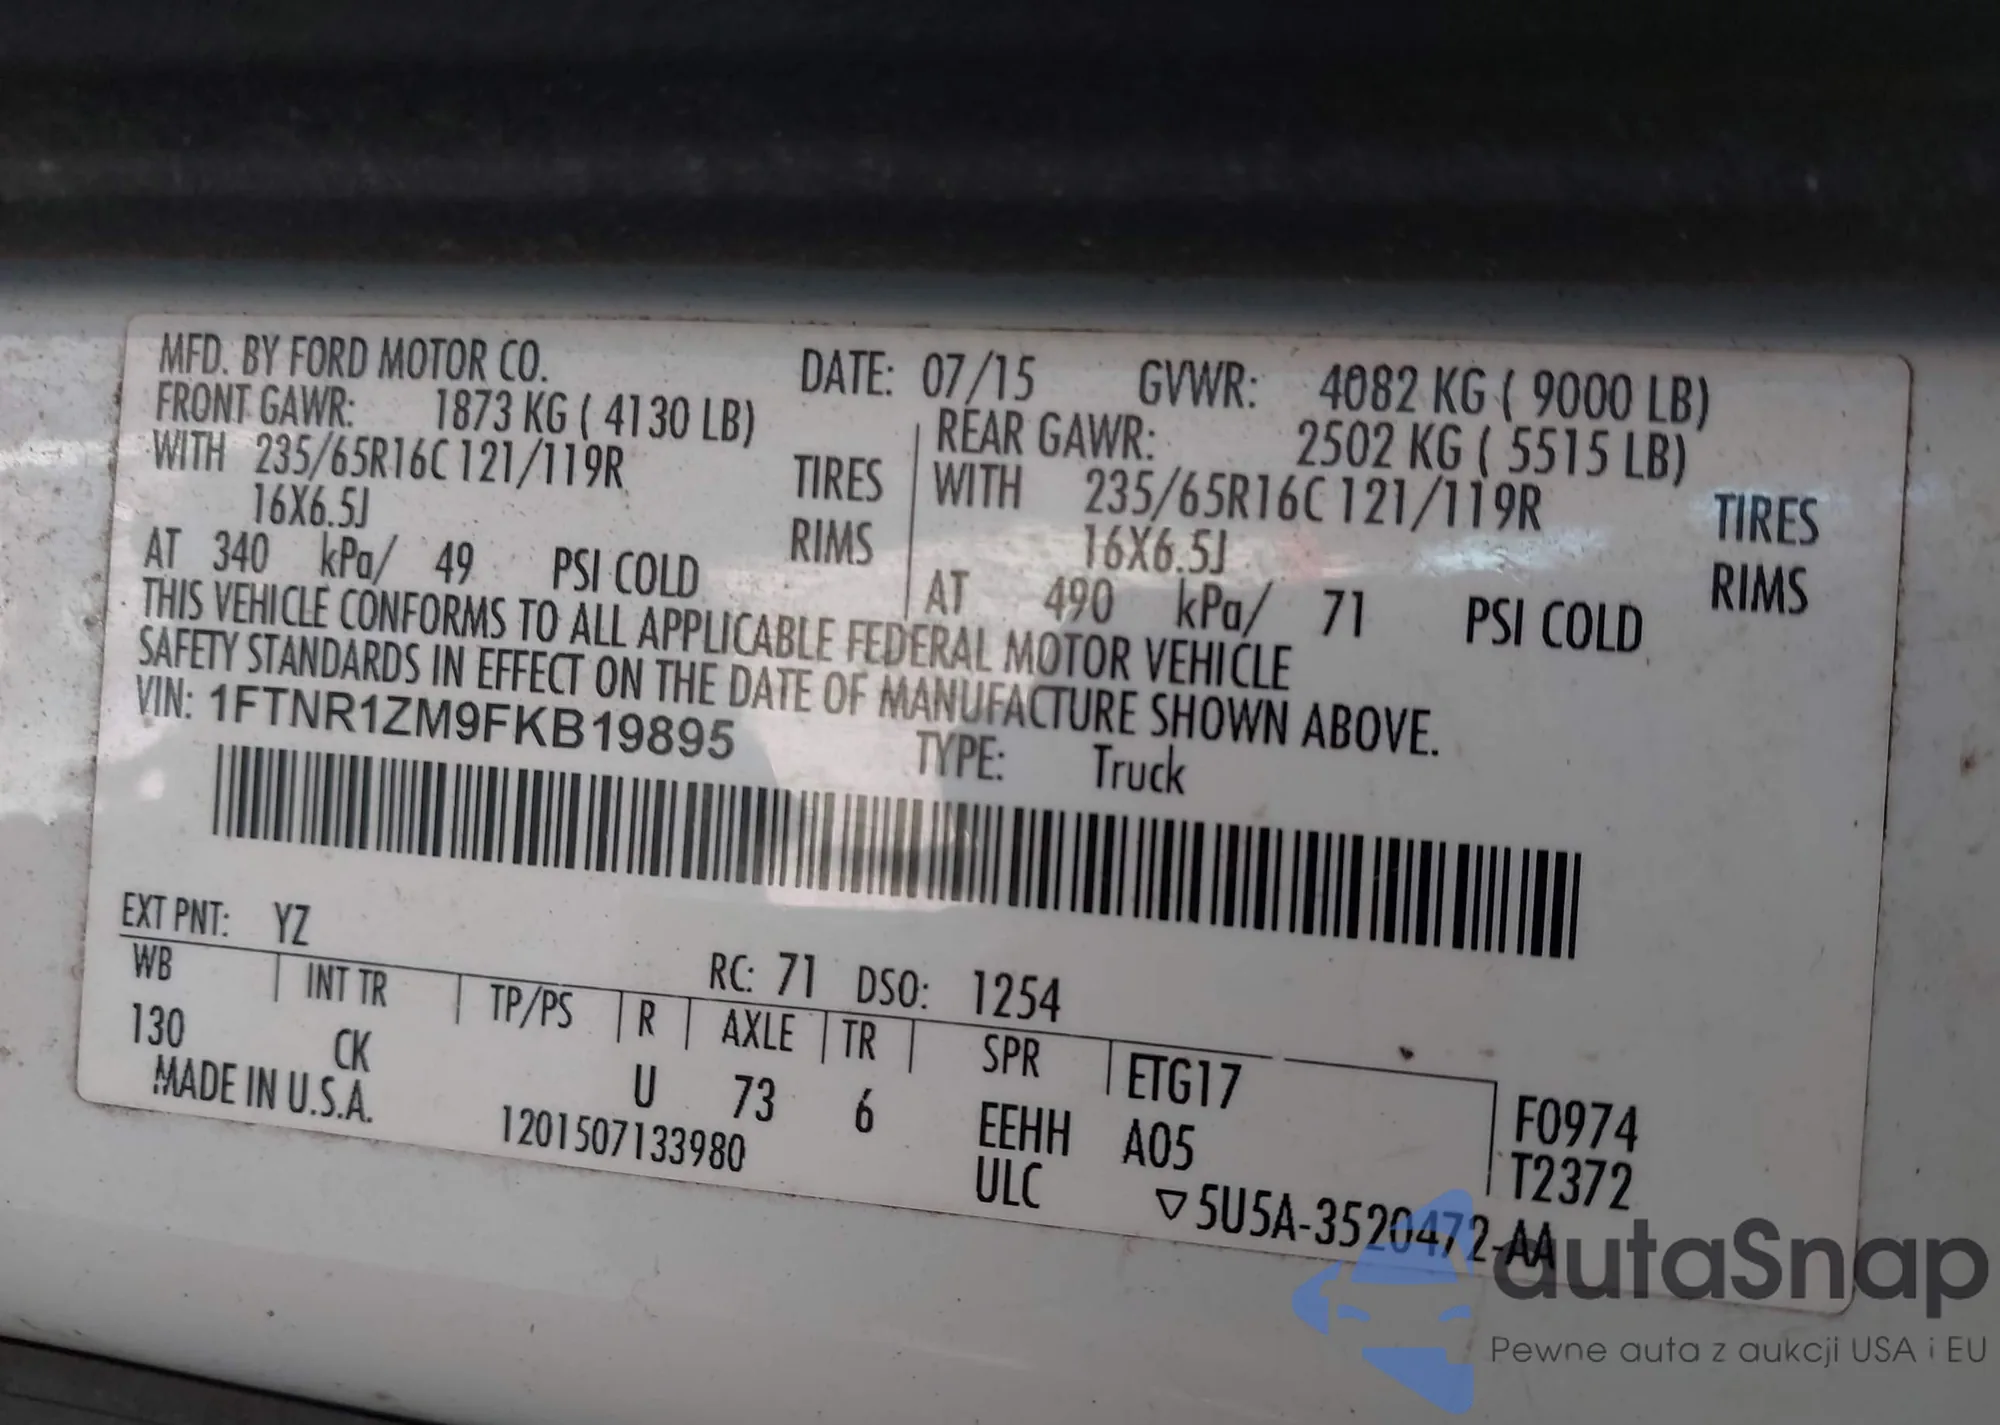 MFD. BY FORD MOTOR CO. DATE: 07/15 GVWR: 4082 KG ( 9000 LB)
FRONT GAWR: 1873 KG ( 4130 LB) REAR GAWR: 2502 KG ( 5515 LB)
WITH 235/65R16C 121/119R TIRES WITH 235/65R16C 121/119R TIRES
16X6.5J RIMS 16X6.5J RIMS
AT 340 kPa/ 49 PSI COLD AT 490 kPa/ 71 PSI COLD
THIS VEHICLE CONFORMS TO ALL APPLICABLE FEDERAL MOTOR VEHICLE
SAFETY STANDARDS IN EFFECT ON THE DATE OF MANUFACTURE SHOWN ABOVE.
VIN: 1FTNR1ZM9FKB19895 TYPE: Truck
EXT PNT: YZ RC: 71 DSO: 1254
WB INT TR TP/PS R AXLE TR SPR ETG17 F0974
130 CK U 73 6 EEHH A05 T2372
MADE IN U.S.A. 1201507133980 ULC ▽5U5A-3520472-AA
autaSnap
Pewne auta z aukcji USA i EU